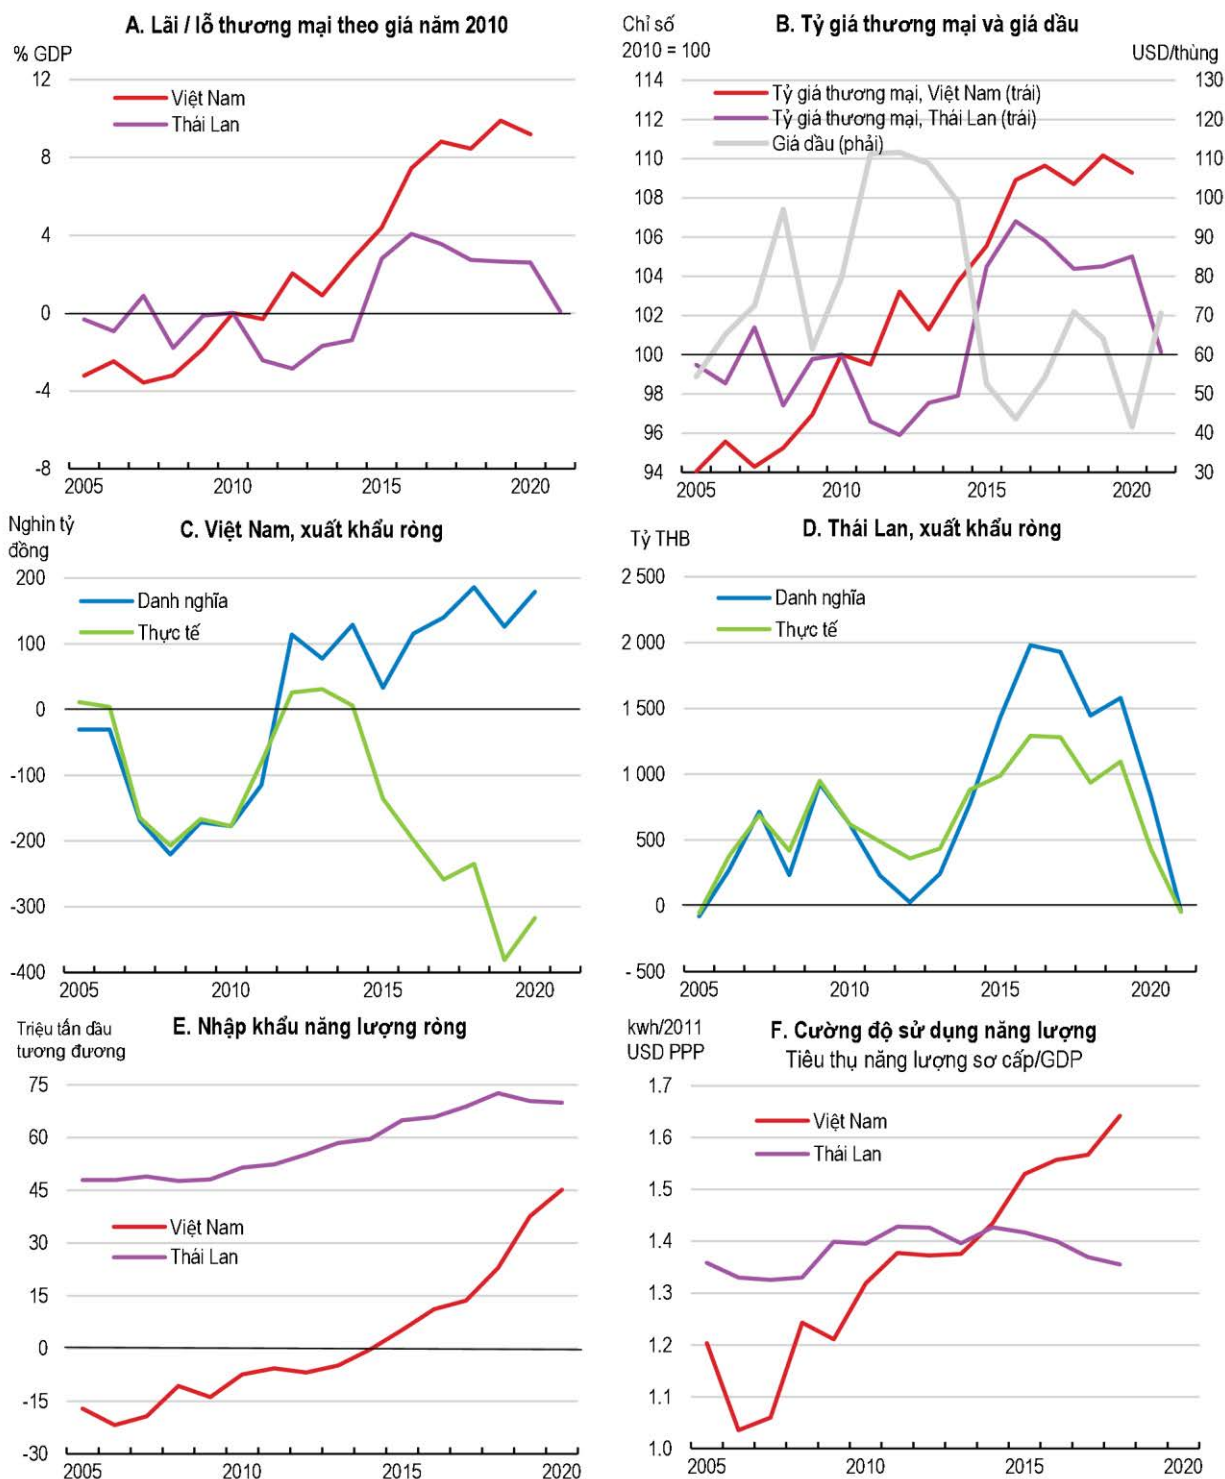 A. Lãi / lỗ thương mại theo giá năm 2010
% GDP
12
8
4
0
-4
-8
Việt Nam
Thái Lan
2005 2010 2015 2020
B. Tỷ giá thương mại và giá dầu
Chỉ số
2010 = 100
USD/thùng
114
112
110
108
106
104
102
100
98
96
94
130
120
110
100
90
80
70
60
50
40
30
Tỷ giá thương mại, Việt Nam (trái)
Tỷ giá thương mại, Thái Lan (trái)
Giá dầu (phải)
2005 2010 2015 2020
C. Việt Nam, xuất khẩu ròng
Nghìn tỷ
đồng
200
100
0
-100
-200
-300
-400
Danh nghĩa
Thực tế
2005 2010 2015 2020
D. Thái Lan, xuất khẩu ròng
Tỷ THB
2 500
2 000
1 500
1 000
500
0
- 500
Danh nghĩa
Thực tế
2005 2010 2015 2020
E. Nhập khẩu năng lượng ròng
Triệu tấn dầu
tương đương
75
60
45
30
15
0
-15
-30
Việt Nam
Thái Lan
2005 2010 2015 2020
F. Cường độ sử dụng năng lượng
Tiêu thụ năng lượng sơ cấp/GDP
kwh/2011
USD PPP
1.7
1.6
1.5
1.4
1.3
1.2
1.1
1.0
Việt Nam
Thái Lan
2005 2010 2015 2020